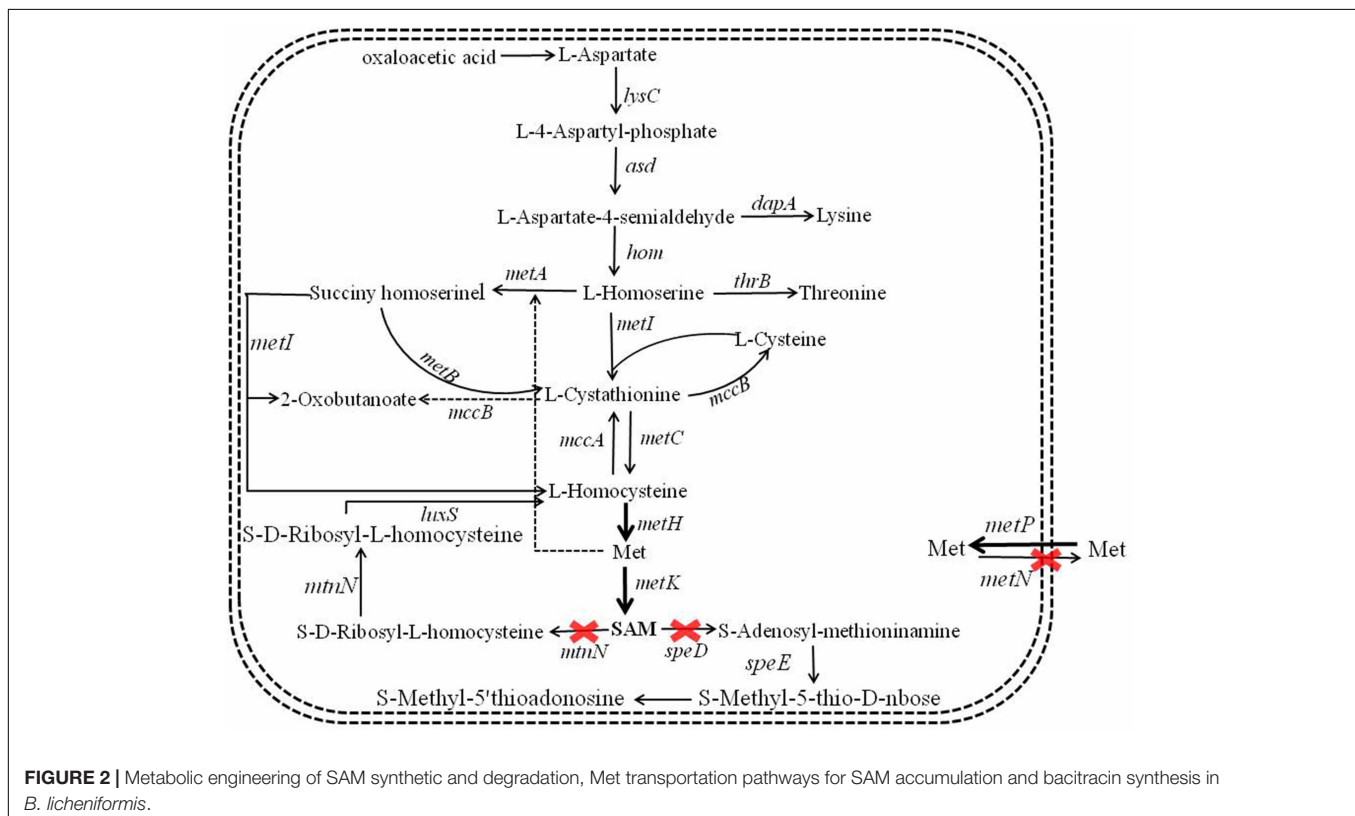 oxaloacetic acid L-Aspartate
lysC
L-4-Aspartyl-phosphate
asd
L-Aspartate-4-semialdehyde dapA Lysine
hom
Succiny homoserinel metA L-Homoserine thrB Threonine
metI
metI
L-Cysteine
metB
2-Oxobutanoate mccB L-Cystathionine mccB
mccA metC
L-Homocysteine
luxS
metH
S-D-Ribosyl-L-homocysteine
Met
metP
Met Met
metN
mtnN
metK
S-D-Ribosyl-L-homocysteine mtnN SAM speD S-Adenosyl-methioninamine
speE
S-Methyl-5'thioadonosine S-Methyl-5-thio-D-nbose
FIGURE 2 | Metabolic engineering of SAM synthetic and degradation, Met transportation pathways for SAM accumulation and bacitracin synthesis in
B. licheniformis.